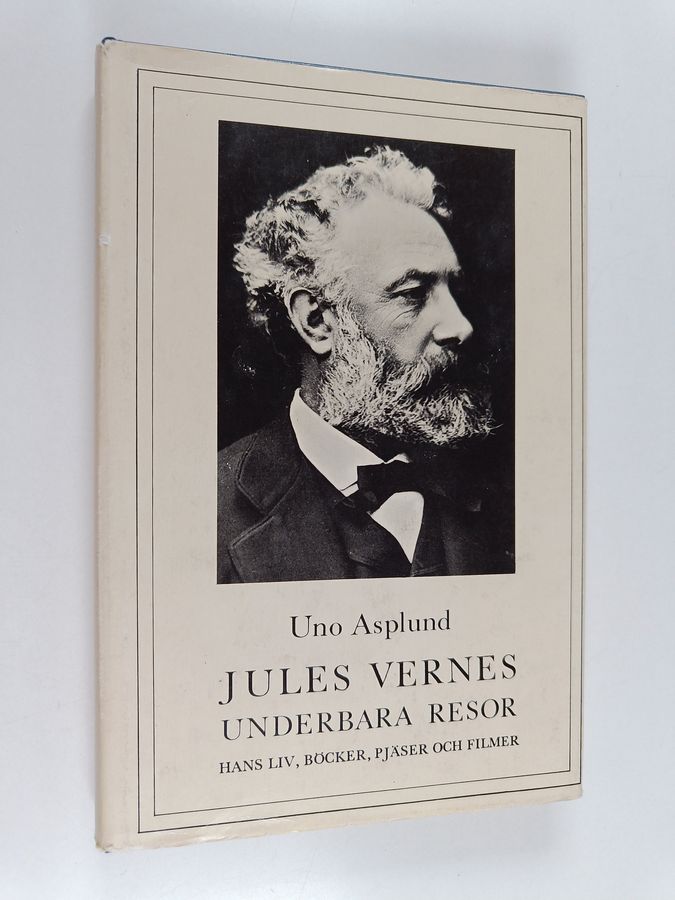 Uno Asplund
JULES VERNES
UNDERBARA RESOR
HANS LIV, BÖCKER, PJÄSER OCH FILMER